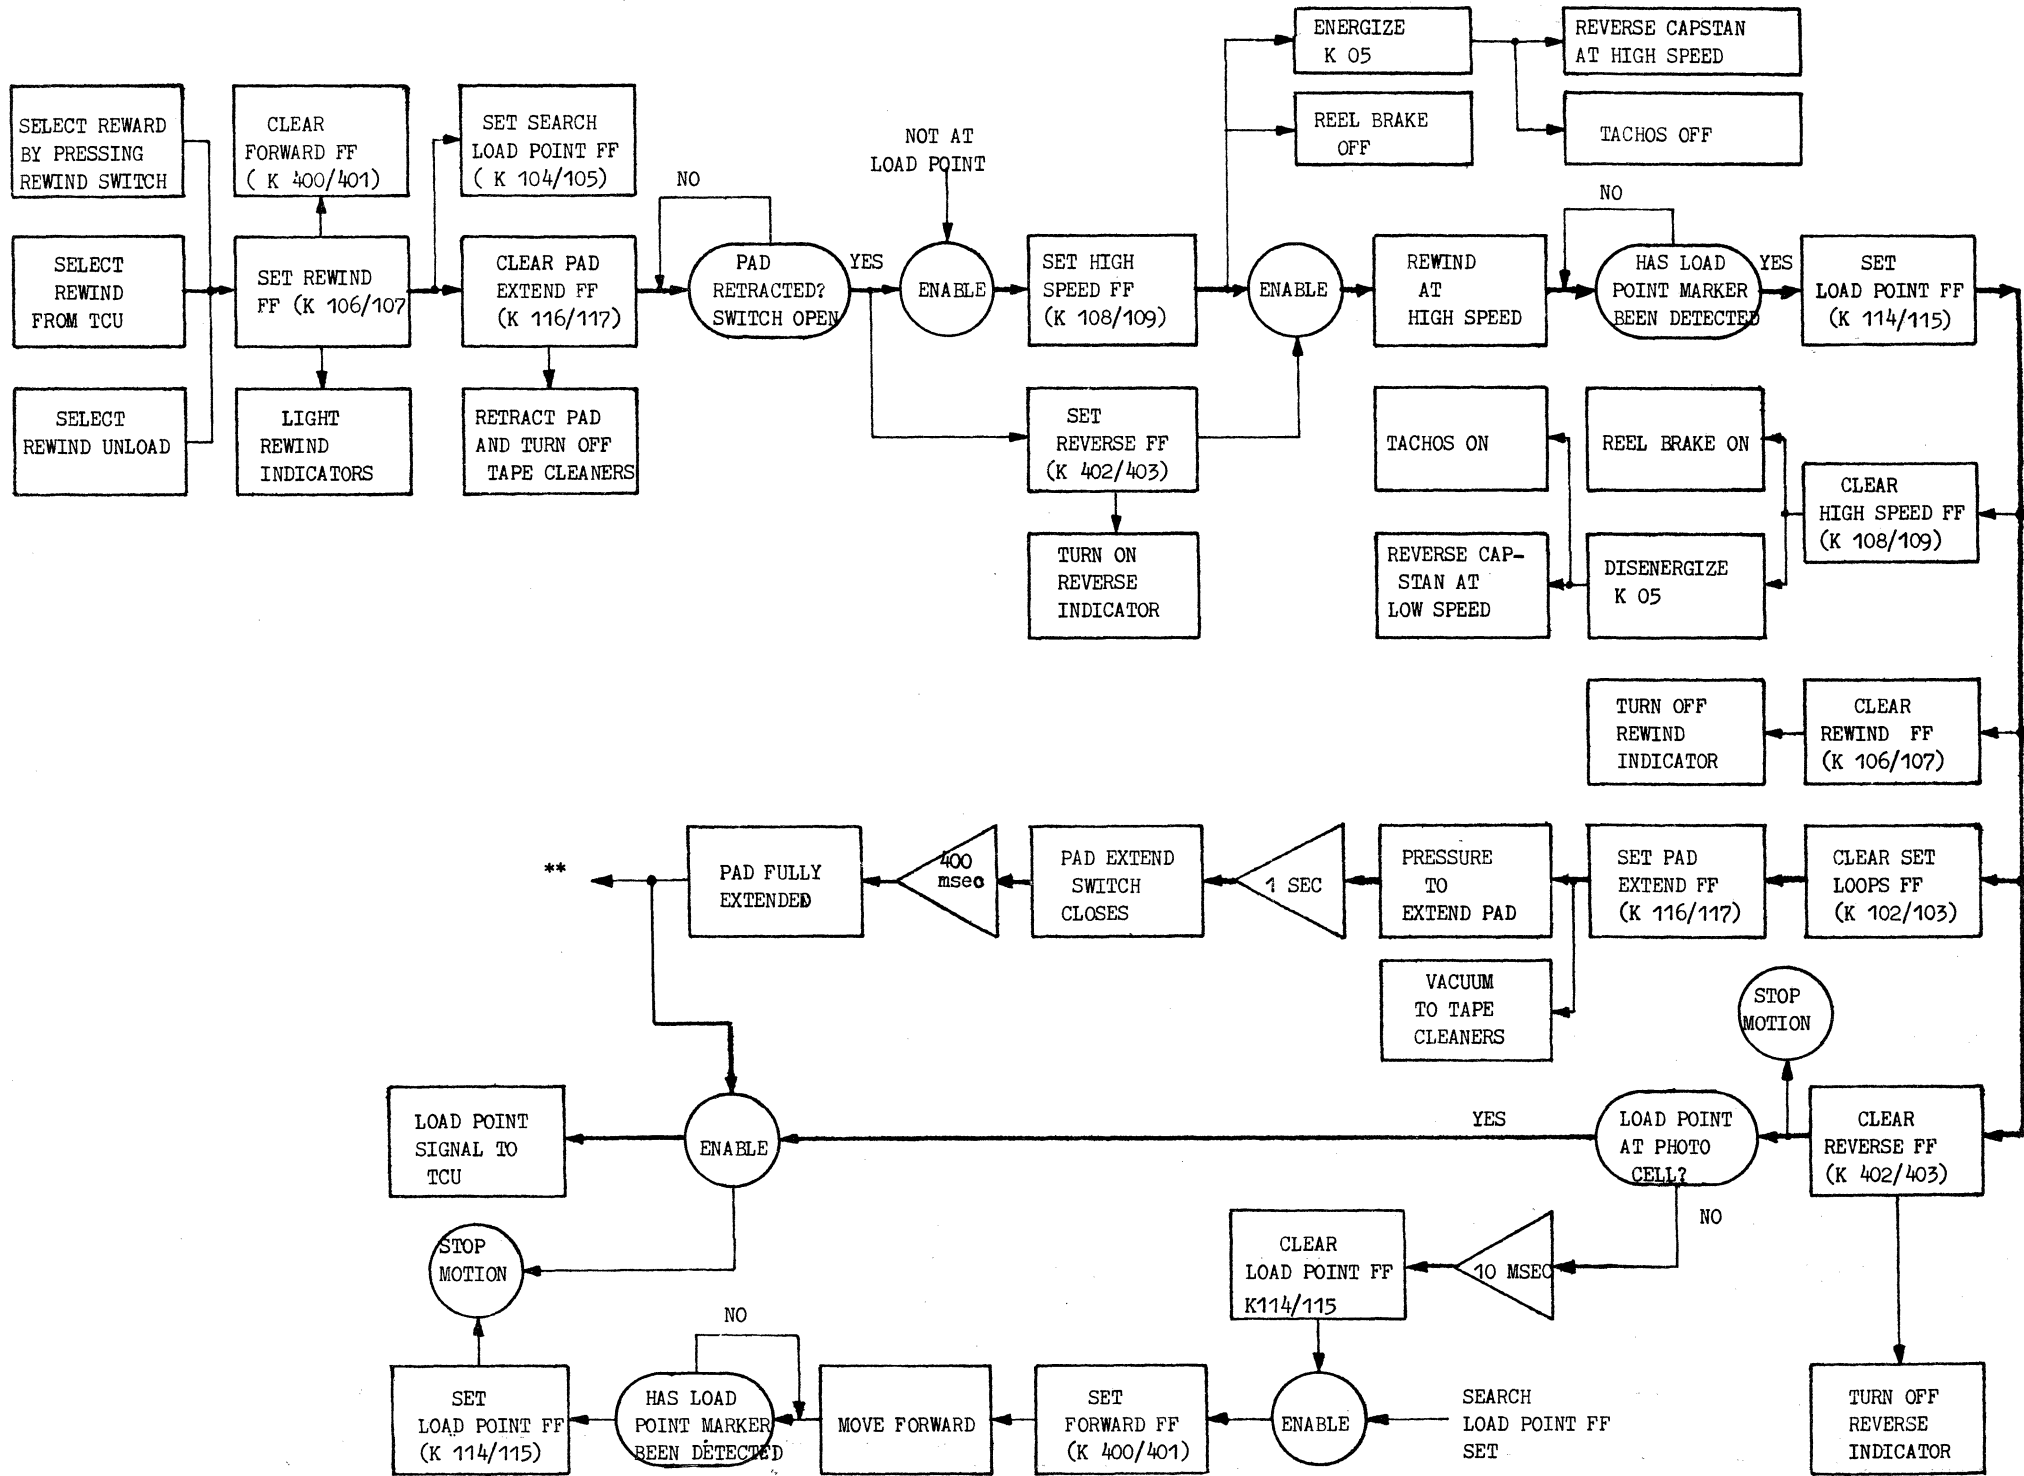 SELECT REWARD
BY PRESSING
REWIND SWITCH
CLEAR
FORWARD FF
( K 400/401)
SET SEARCH
LOAD POINT FF
( K 104/105)
NO
NOT AT
LOAD POINT
ENERGIZE
K 05
REVERSE CAPSTAN
AT HIGH SPEED
REEL BRAKE
OFF
TACHOS OFF
SELECT
REWIND
FROM TCU
SET REWIND
FF (K 106/107
CLEAR PAD
EXTEND FF
(K 116/117)
PAD
RETRACTED?
SWITCH OPEN
YES
ENABLE
SET HIGH
SPEED FF
(K 108/109)
ENABLE
REWIND
AT
HIGH SPEED
NO
HAS LOAD
POINT MARKER
BEEN DETECTED
YES
SET
LOAD POINT FF
(K 114/115)
SELECT
REWIND UNLOAD
LIGHT
REWIND
INDICATORS
RETRACT PAD
AND TURN OFF
TAPE CLEANERS
SET
REVERSE FF
(K 402/403)
TACHOS ON
REEL BRAKE ON
CLEAR
HIGH SPEED FF
(K 108/109)
TURN ON
REVERSE
INDICATOR
REVERSE CAP-
STAN AT
LOW SPEED
DISENERGIZE
K 05
TURN OFF
REWIND
INDICATOR
CLEAR
REWIND FF
(K 106/107)
**
PAD FULLY
EXTENDED
400
msec
PAD EXTEND
SWITCH
CLOSES
1 SEC
PRESSURE
TO
EXTEND PAD
SET PAD
EXTEND FF
(K 116/117)
CLEAR SET
LOOPS FF
(K 102/103)
VACUUM
TO TAPE
CLEANERS
STOP
MOTION
LOAD POINT
SIGNAL TO
TCU
ENABLE
YES
LOAD POINT
AT PHOTO
CELL?
CLEAR
REVERSE FF
(K 402/403)
NO
STOP
MOTION
CLEAR
LOAD POINT FF
K114/115
10 MSEC
NO
SET
LOAD POINT FF
(K 114/115)
HAS LOAD
POINT MARKER
BEEN DETECTED
MOVE FORWARD
SET
FORWARD FF
(K 400/401)
ENABLE
SEARCH
LOAD POINT FF
SET
TURN OFF
REVERSE
INDICATOR